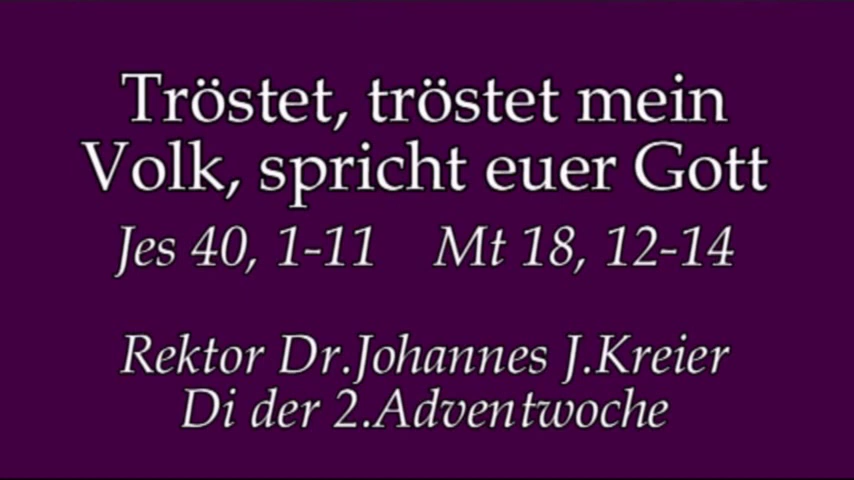 Tröstet, tröstet mein
Volk, spricht euer Gott
Jes 40, 1-11 Mt 18, 12-14
Rektor Dr.Johannes J.Kreier
Di der 2.Adventwoche